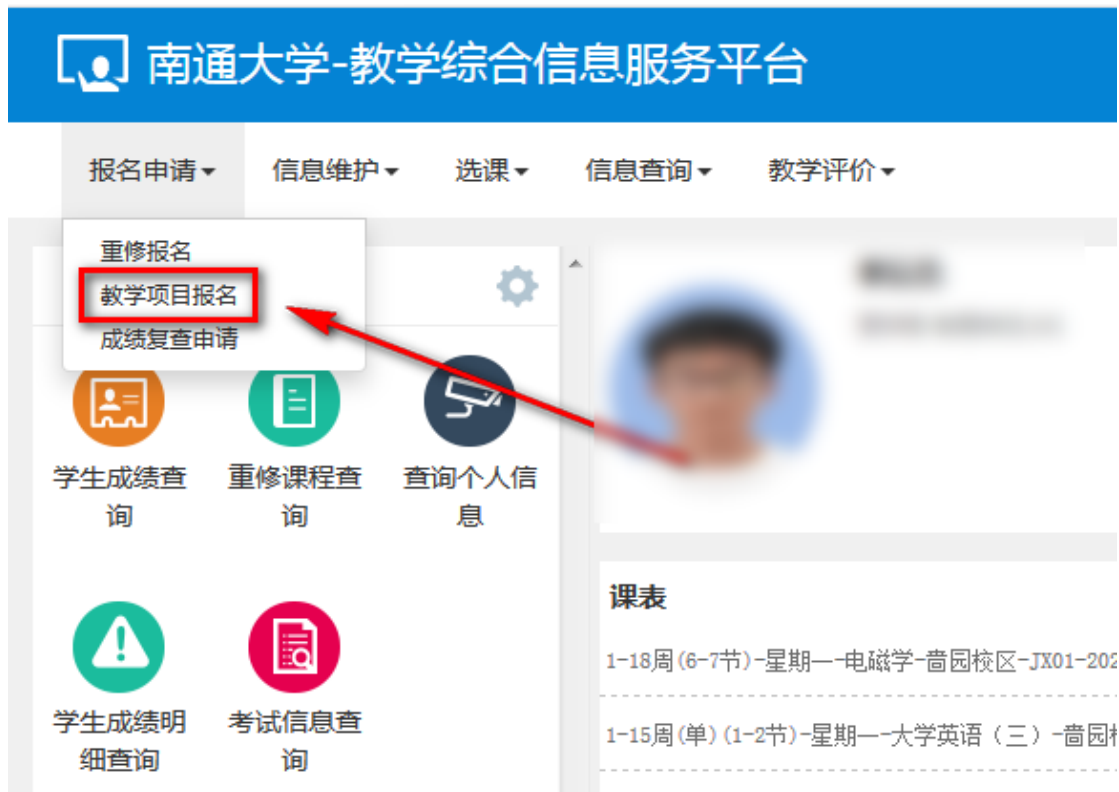 南通大学-教学综合信息服务平台
报名申请 信息维护 选课 信息查询 教学评价
重修报名
教学项目报名
成绩复查申请
学生成绩查
询
重修课程查
询
查询个人信
息
学生成绩明
细查询
考试信息查
询
课表
1-18周(6-7节)-星期一-电磁学-啬园校区-JX01-202
1-15周(单)(1-2节)-星期一-大学英语（三）-啬园